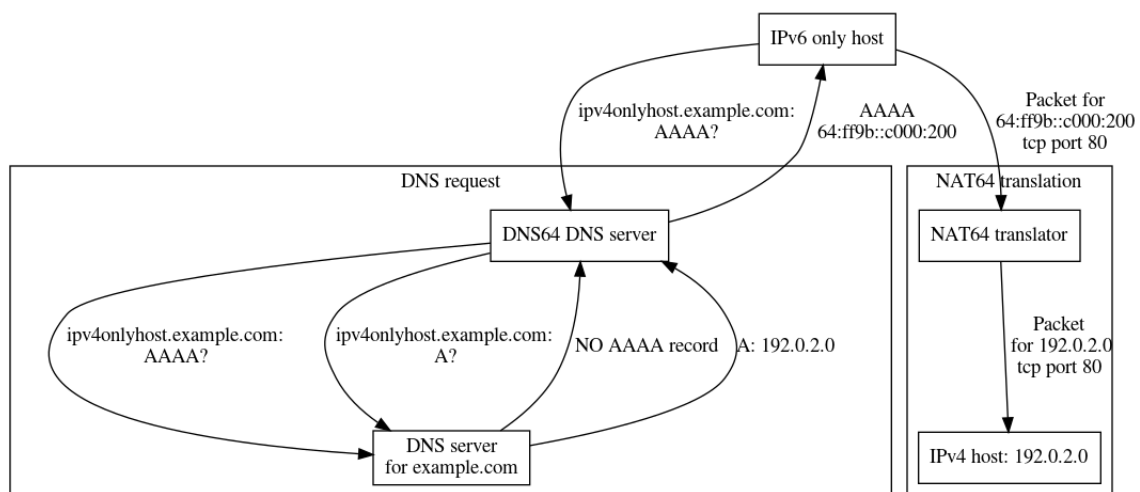 IPv6 only host
ipv4onlyhost.example.com:
AAAA?
AAAA
64:ff9b::c000:200
Packet for
64:ff9b::c000:200
tcp port 80
DNS request
NAT64 translation
DNS64 DNS server
NAT64 translator
ipv4onlyhost.example.com:
AAAA?
ipv4onlyhost.example.com:
A?
NO AAAA record
A: 192.0.2.0
Packet
for 192.0.2.0
tcp port 80
DNS server
for example.com
IPv4 host: 192.0.2.0